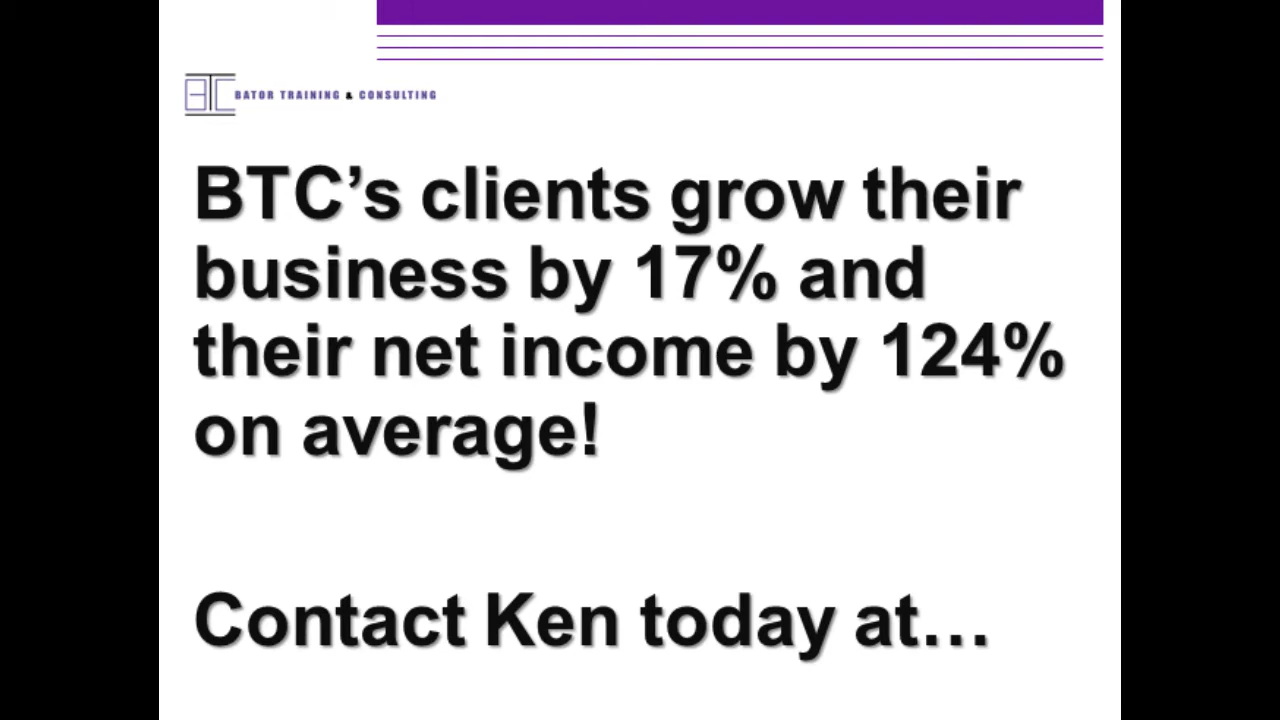 BTC
BATOR TRAINING & CONSULTING
BTC’s clients grow their
business by 17% and
their net income by 124%
on average!
Contact Ken today at…